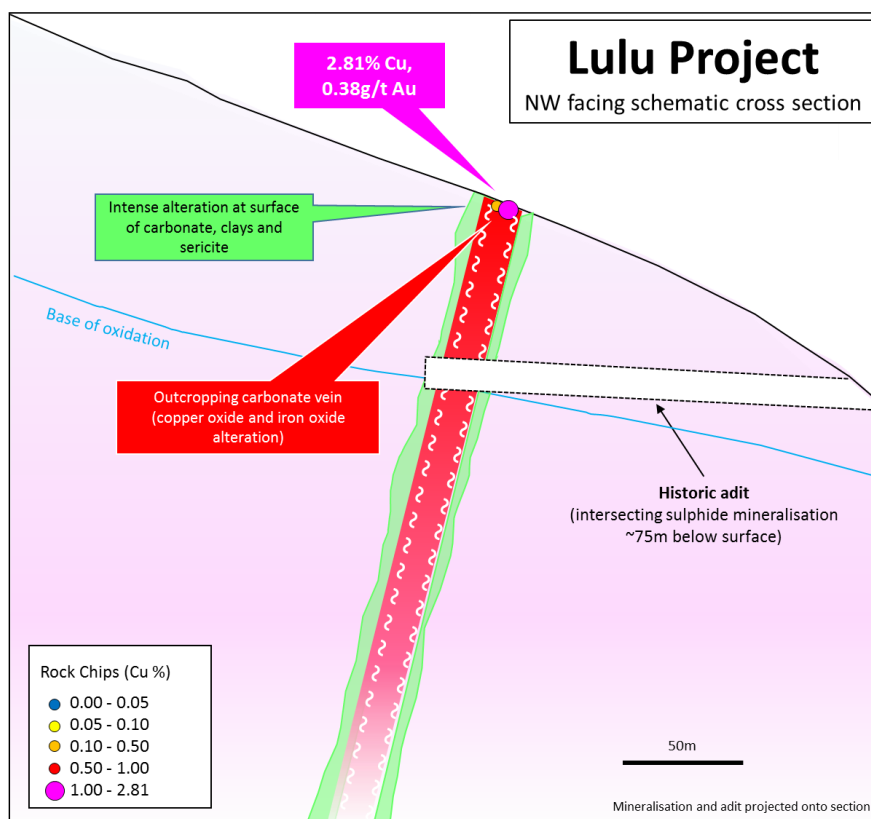 Lulu Project
NW facing schematic cross section
2.81% Cu,
0.38g/t Au
Intense alteration at surface
of carbonate, clays and
sericite
Base of oxidation
Outcropping carbonate vein
(copper oxide and iron oxide
alteration)
Historic adit
(intersecting sulphide mineralisation
~75m below surface)
Rock Chips (Cu %)
0.00 - 0.05
0.05 - 0.10
0.10 - 0.50
0.50 - 1.00
1.00 - 2.81
50m
Mineralisation and adit projected onto section